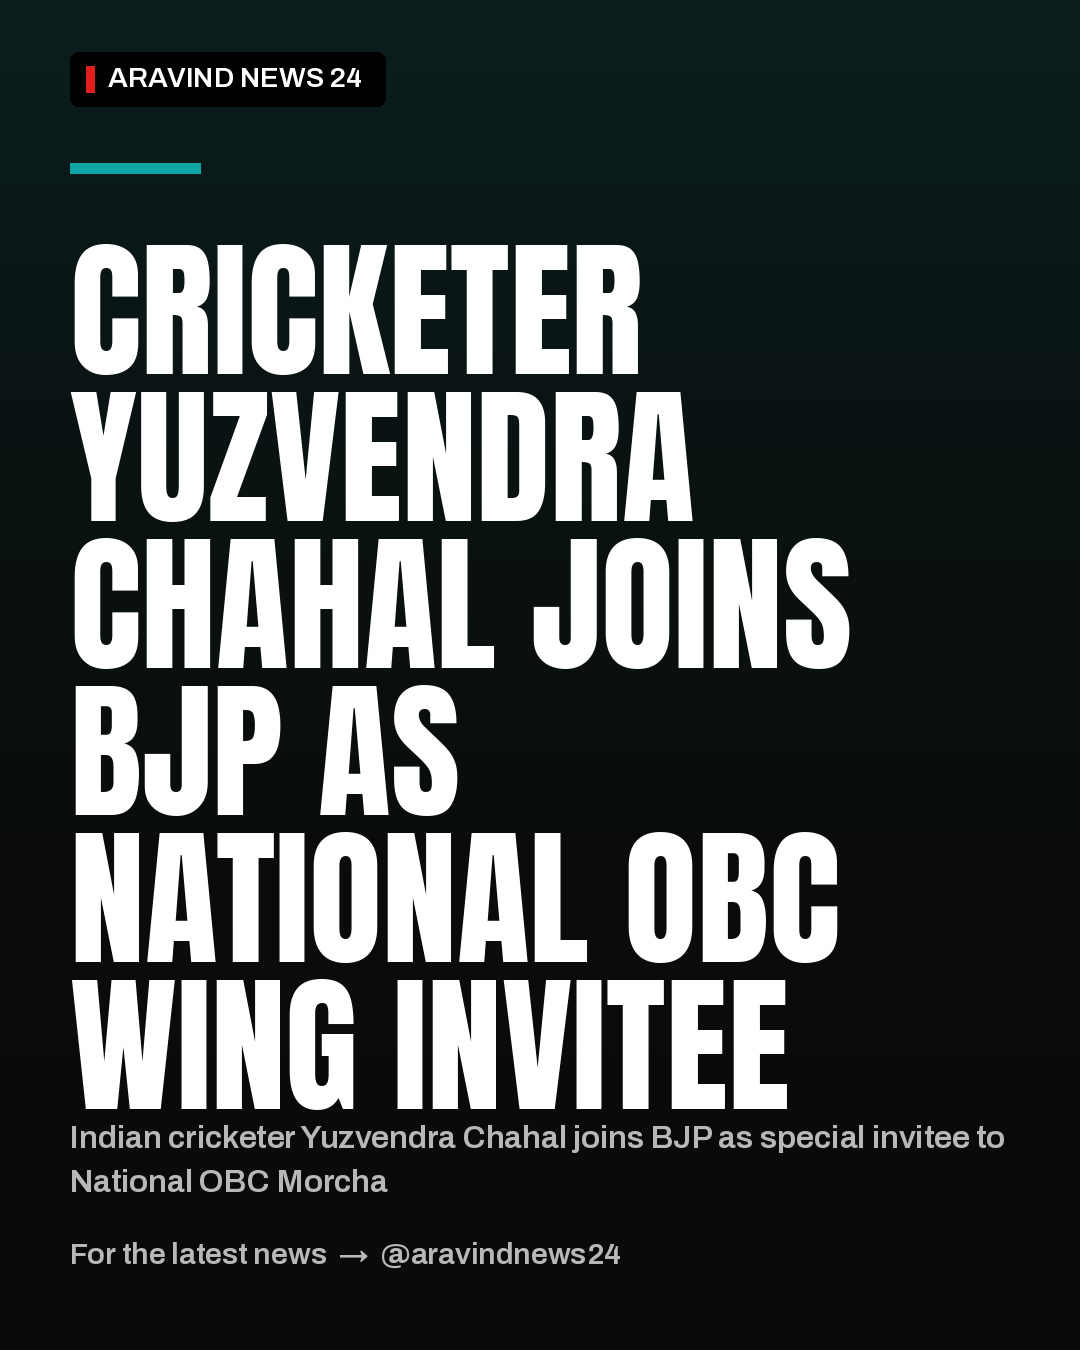 ARAVIND NEWS 24
CRICKETER
YUZVENDRA
CHAHAL JOINS
BJP AS
NATIONAL OBC
WING INVITEE
Indian cricketer Yuzvendra Chahal joins BJP as special invitee to
National OBC Morcha
For the latest news → @aravindnews24